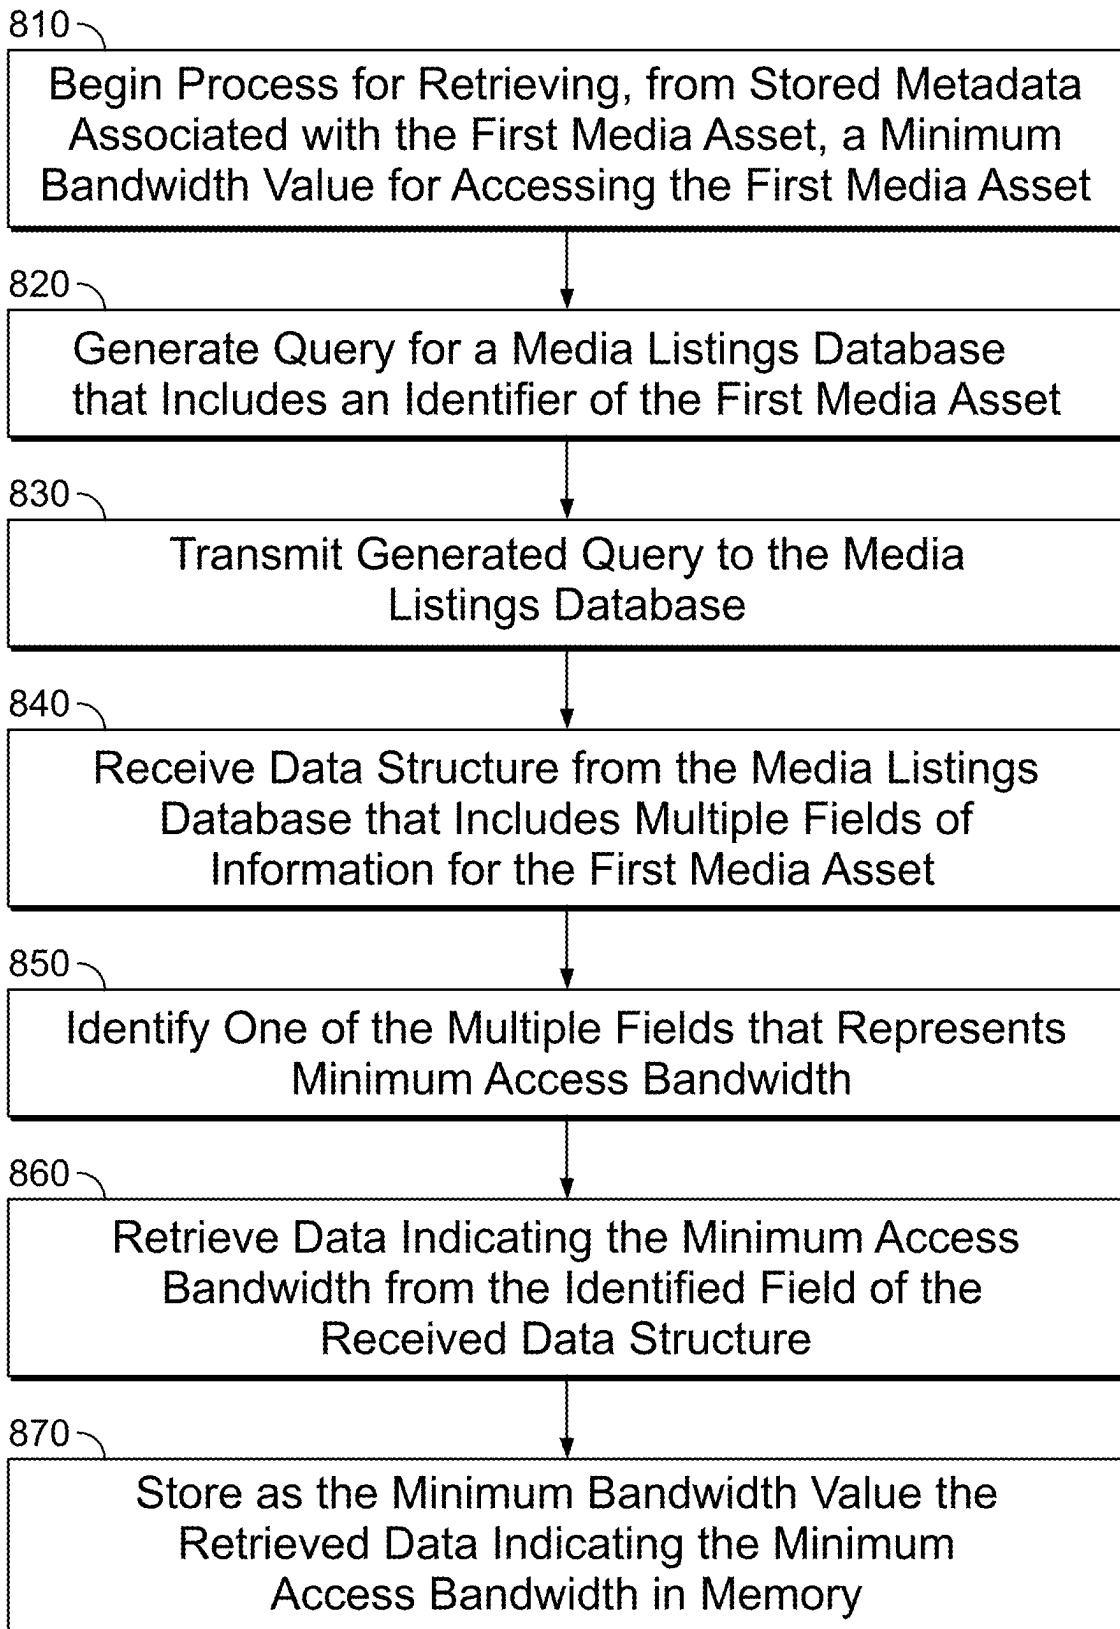 810
Begin Process for Retrieving, from Stored Metadata
Associated with the First Media Asset, a Minimum
Bandwidth Value for Accessing the First Media Asset
820
Generate Query for a Media Listings Database
that Includes an Identifier of the First Media Asset
830
Transmit Generated Query to the Media
Listings Database
840
Receive Data Structure from the Media Listings
Database that Includes Multiple Fields of
Information for the First Media Asset
850
Identify One of the Multiple Fields that Represents
Minimum Access Bandwidth
860
Retrieve Data Indicating the Minimum Access
Bandwidth from the Identified Field of the
Received Data Structure
870
Store as the Minimum Bandwidth Value the
Retrieved Data Indicating the Minimum
Access Bandwidth in Memory